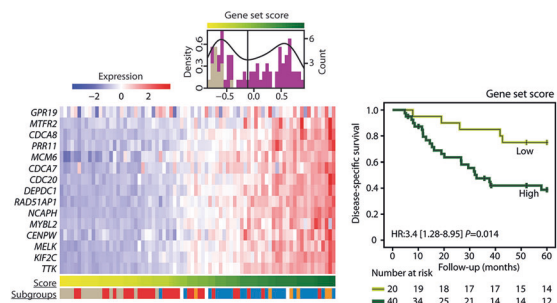 Gene set score
Density
0 0.3 0.6
Count
0 3 6
−0.5 0.0 0.5
Expression
−2 0 2
GPR19
MTFR2
CDCA8
PRR11
MCM6
CDCA7
CDC20
DEPDC1
RAD51AP1
NCAPH
MYBL2
CENPW
MELK
KIF2C
TTK
Score
Subgroups
Gene set score
Disease-specific survival
1.0
0.8
0.6
0.4
0.2
0
Low
High
HR:3.4 [1.28-8.95] P=0.014
0 10 20 30 40 50 60
Follow-up (months)
Number at risk
20 19 18 17 17 15 14
40 34 25 21 14 14